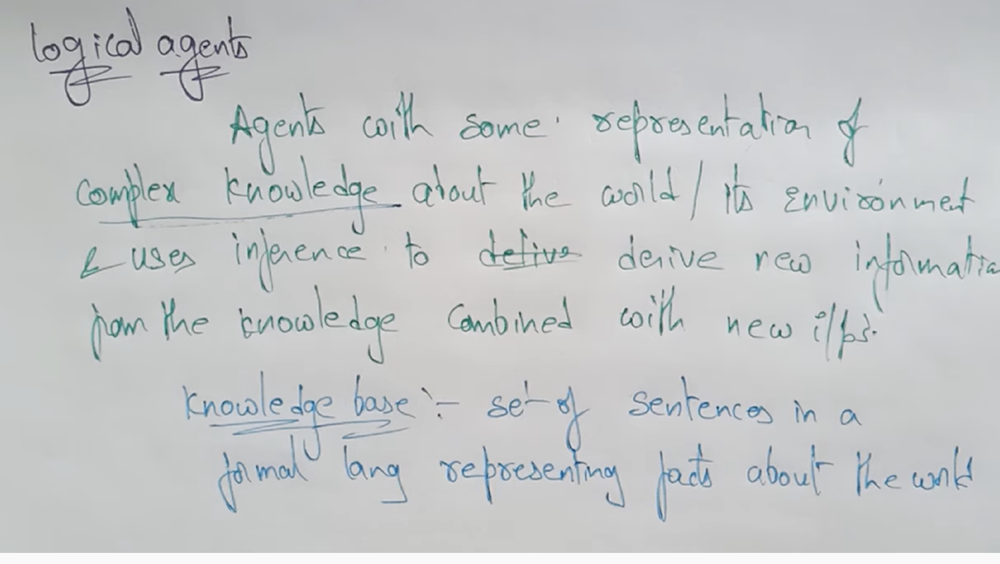 logical agents
Agents with some representation of
complex knowledge about the world / its environment
& uses inference to derive derive new informatio
from the knowledge combined with new i/ps.
Knowledge base :- set of sentences in a
formal lang representing facts about the world